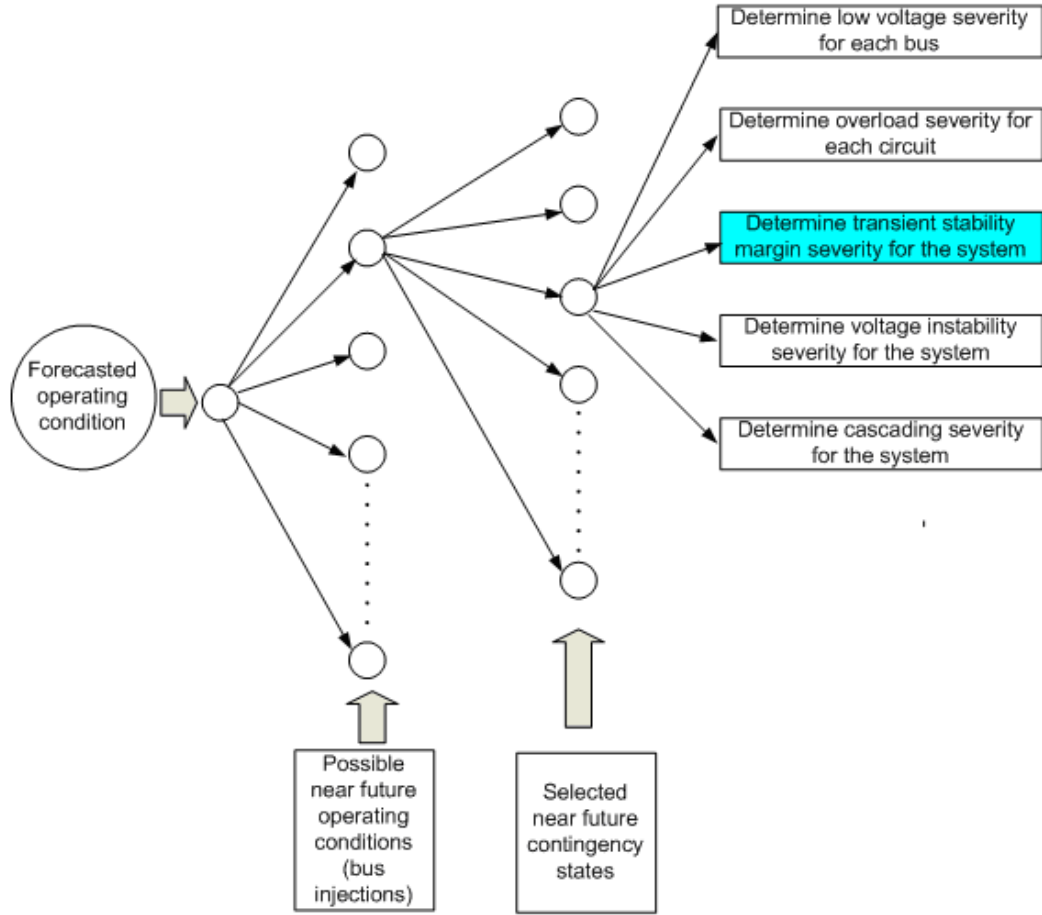 Determine low voltage severity
for each bus
Determine overload severity for
each circuit
Determine transient stability
margin severity for the system
Determine voltage instability
severity for the system
Determine cascading severity
for the system
Forecasted
operating
condition
Possible
near future
operating
conditions
(bus
injections)
Selected
near future
contingency
states